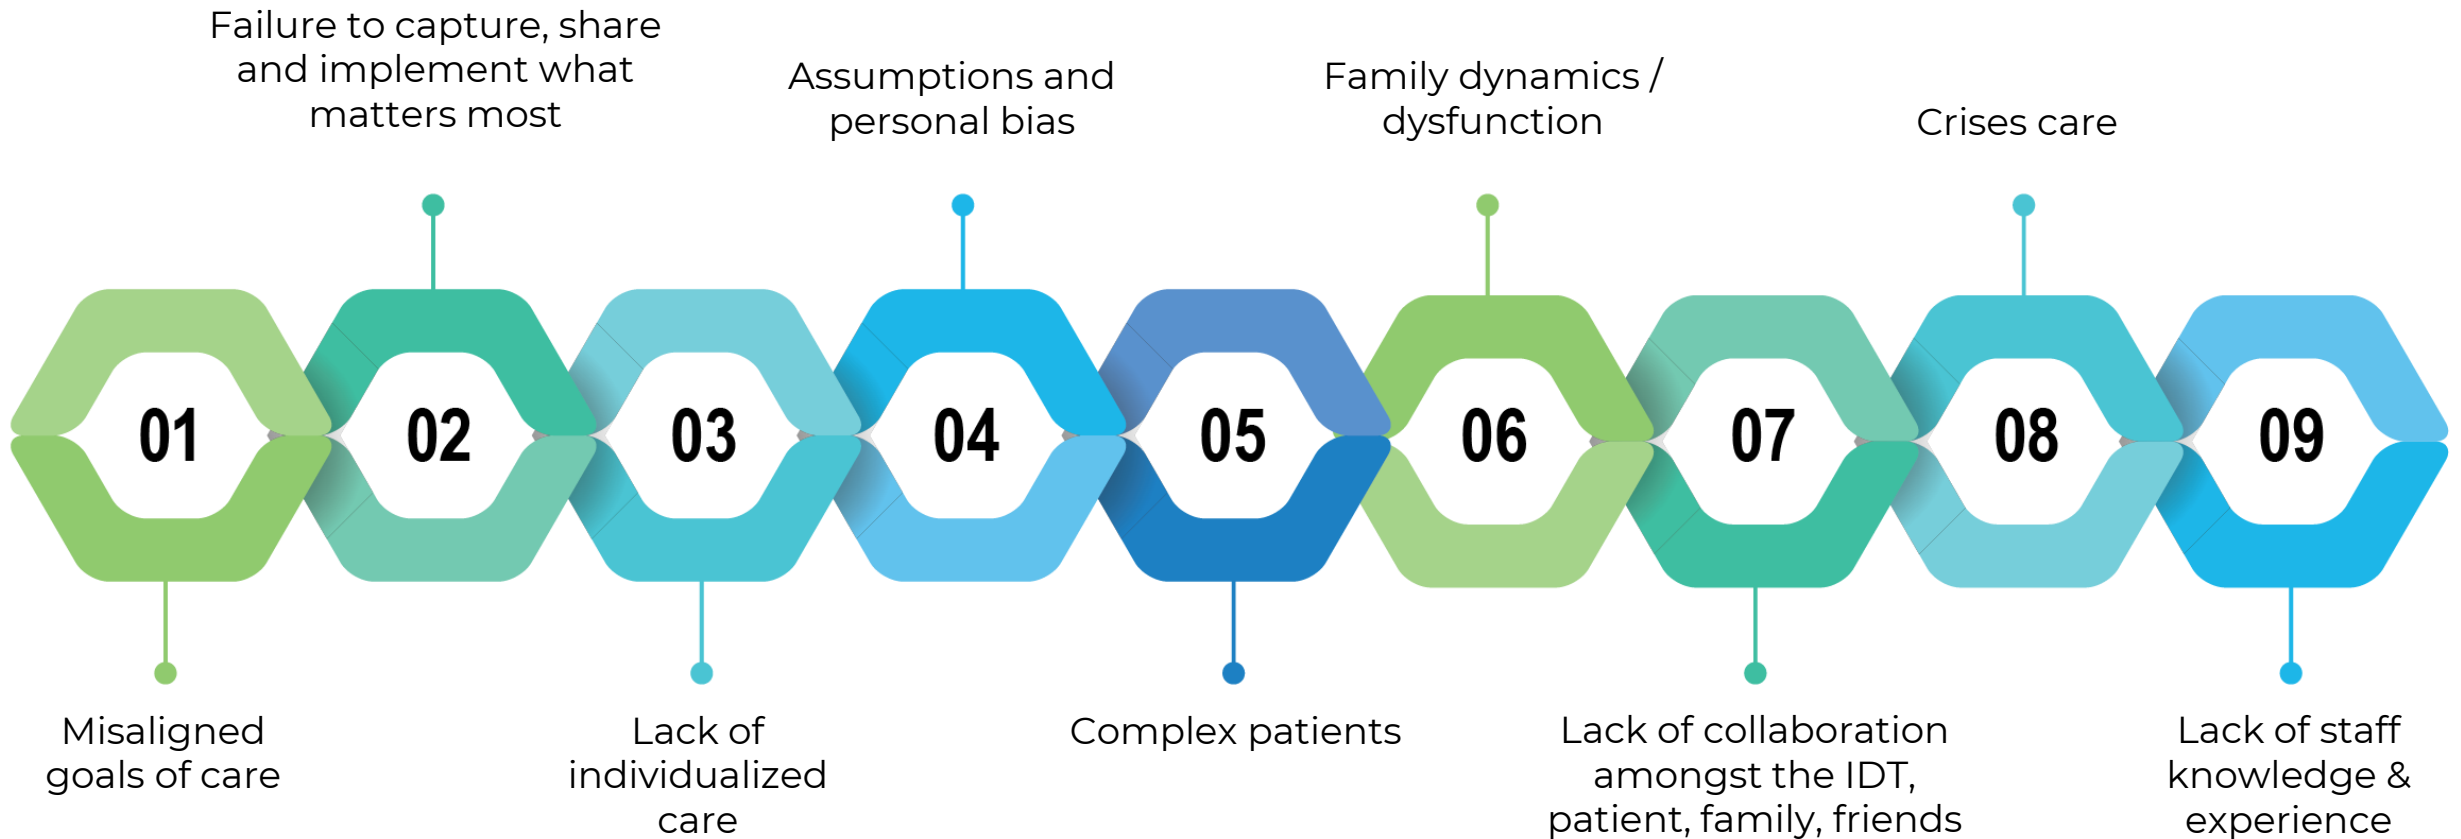 Failure to capture, share
and implement what
matters most
Assumptions and
personal bias
Family dynamics /
dysfunction
Crises care
01
02
03
04
05
06
07
08
09
Misaligned
goals of care
Lack of
individualized
care
Complex patients
Lack of collaboration
amongst the IDT,
patient, family, friends
Lack of staff
knowledge &
experience